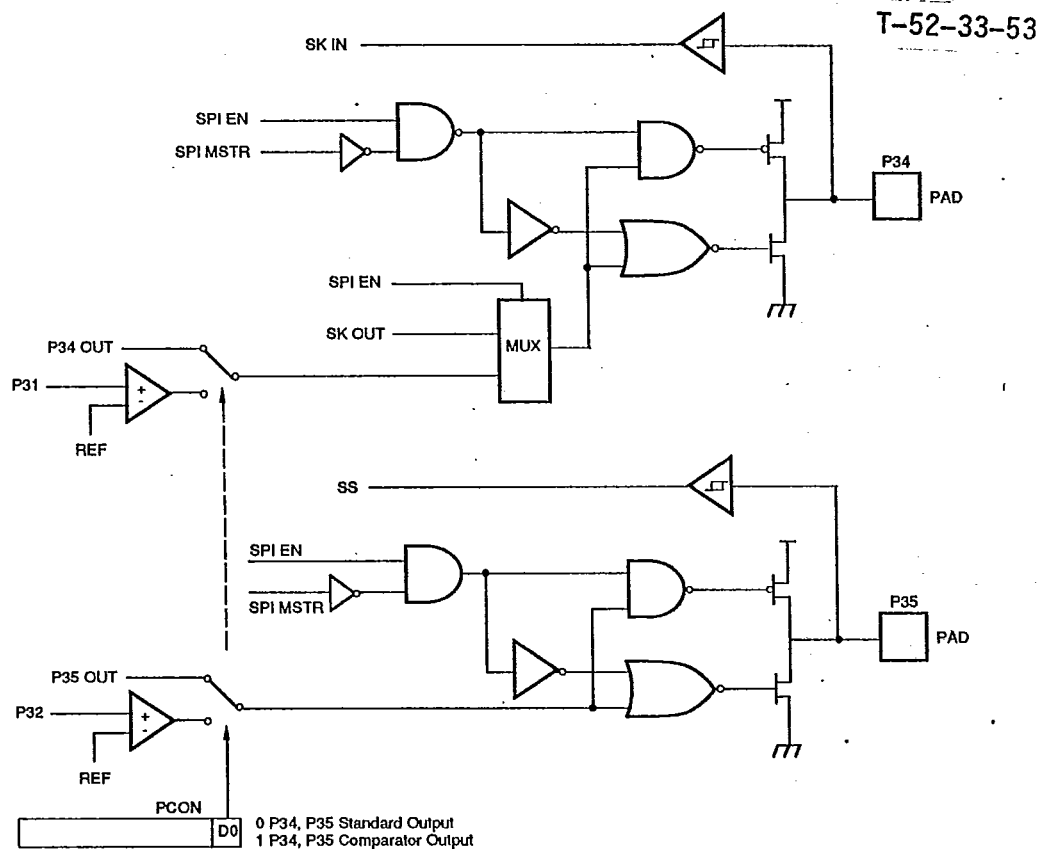 T-52-33-53
SK IN
SPI EN
SPI MSTR
P34
PAD
SPI EN
SK OUT
MUX
P34 OUT
P31
+
-
REF
SS
SPI EN
SPI MSTR
P35
PAD
P35 OUT
P32
+
-
REF
PCON
D0
0 P34, P35 Standard Output
1 P34, P35 Comparator Output